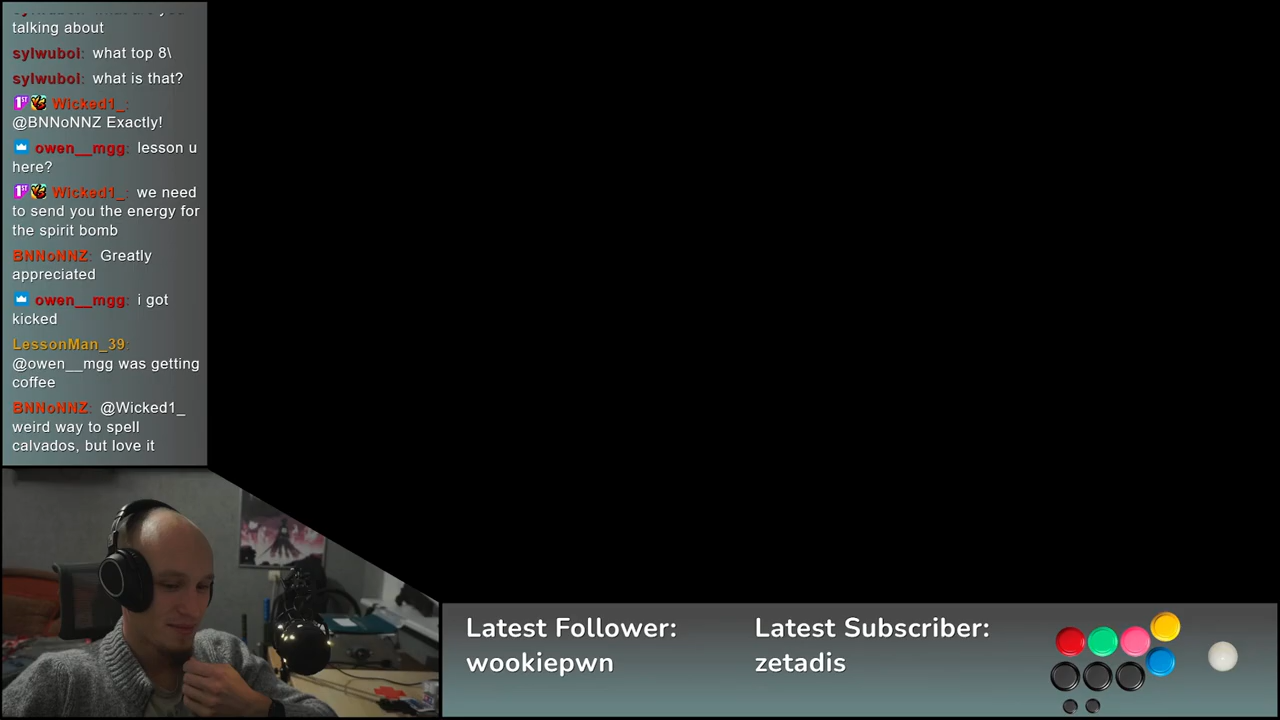 talking about
sylwuboi: what top 8\
sylwuboi: what is that?
1ST Wicked1_:
@BNNoNNZ Exactly!
owen__mgg: lesson u
here?
1ST Wicked1_: we need
to send you the energy for
the spirit bomb
BNNoNNZ: Greatly
appreciated
owen__mgg: i got
kicked
LessonMan_39:
@owen__mgg was getting
coffee
BNNoNNZ: @Wicked1_
weird way to spell
calvados, but love it
Latest Follower:
wookiepwn
Latest Subscriber:
zetadis